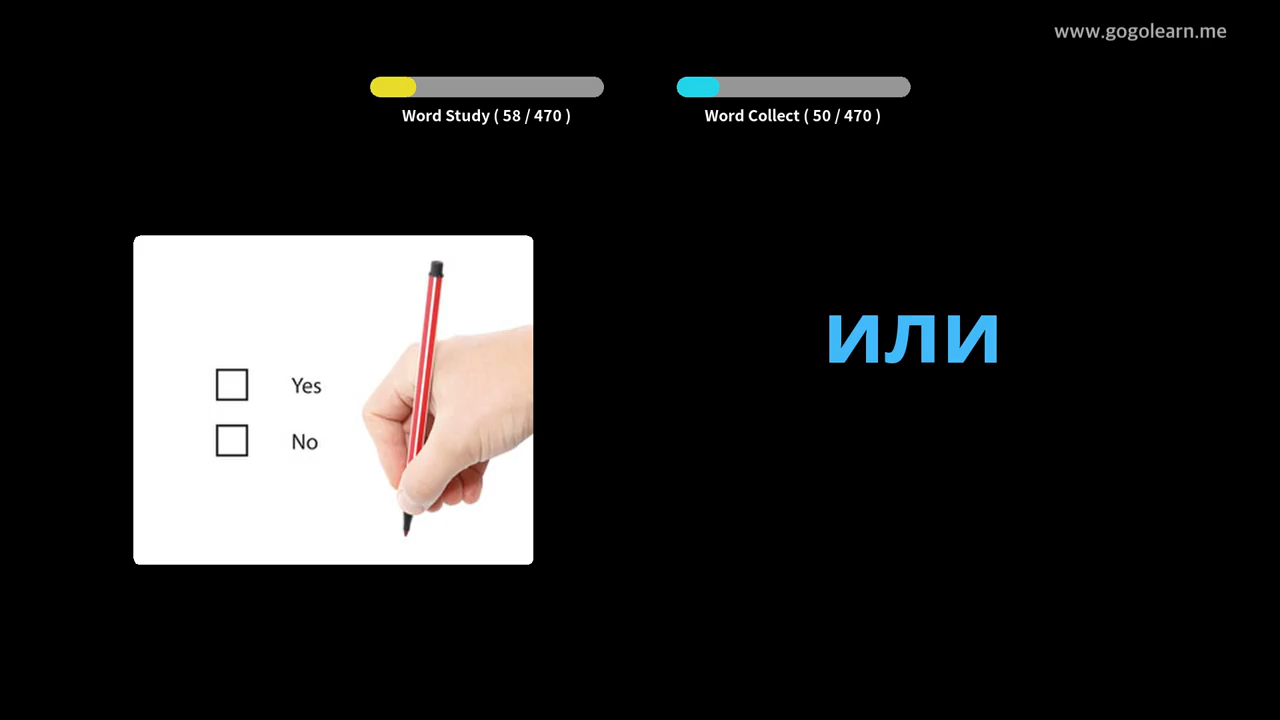 www.gogolearn.me
Word Study ( 58 / 470 )
Word Collect ( 50 / 470 )
или
Yes
No